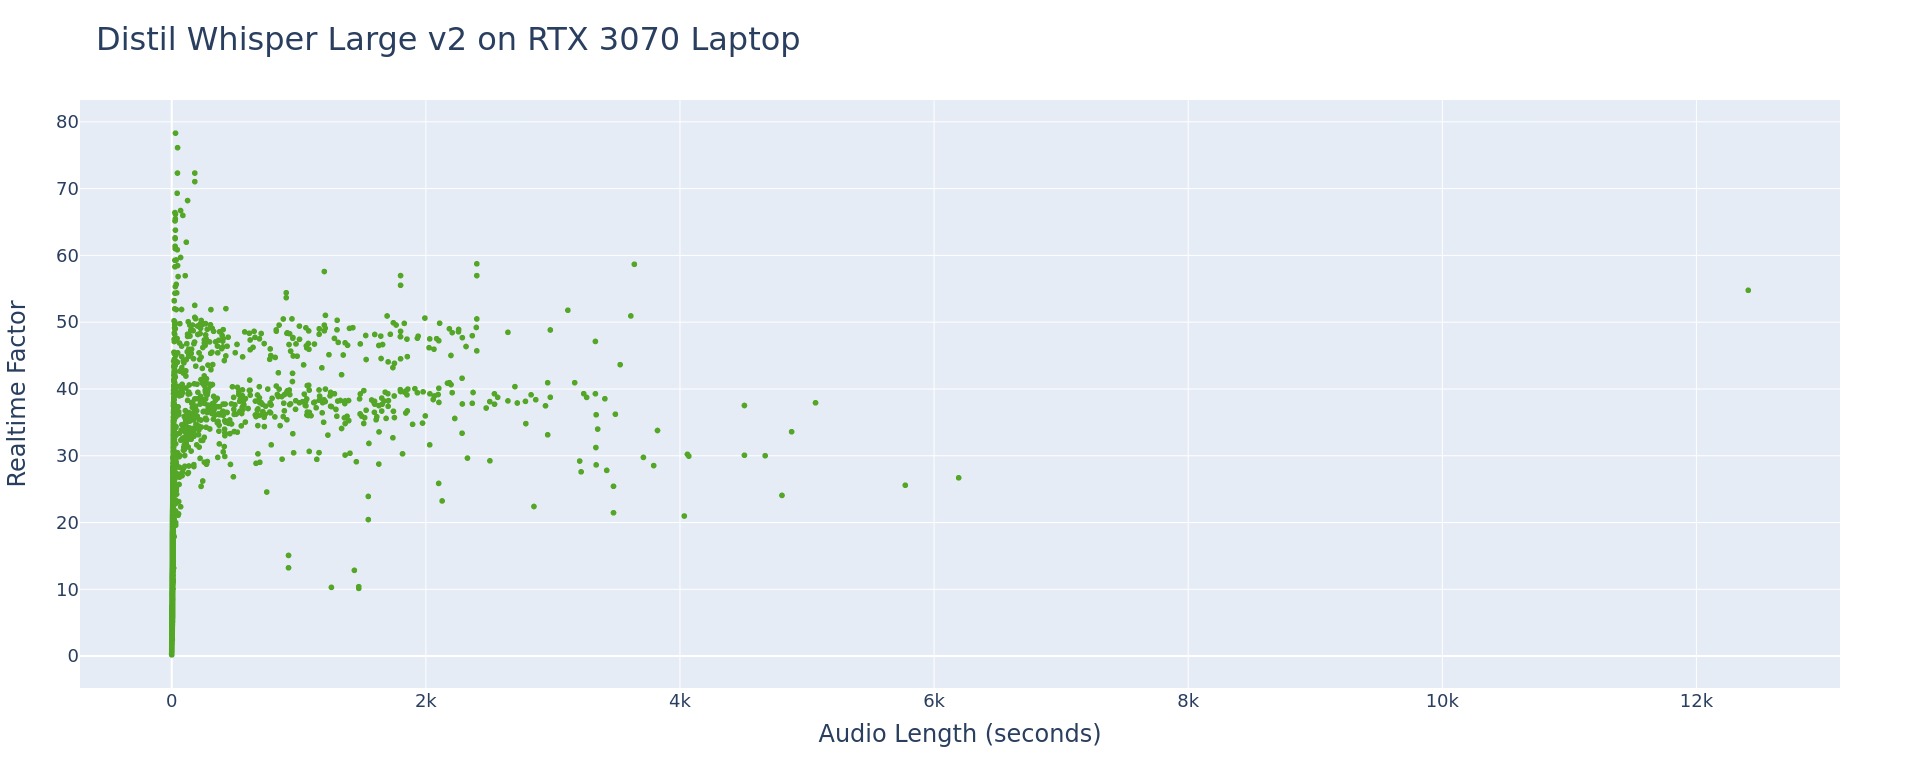 Distil Whisper Large v2 on RTX 3070 Laptop
Realtime Factor
80
70
60
50
40
30
20
10
0
0
2k
4k
6k
8k
10k
12k
Audio Length (seconds)